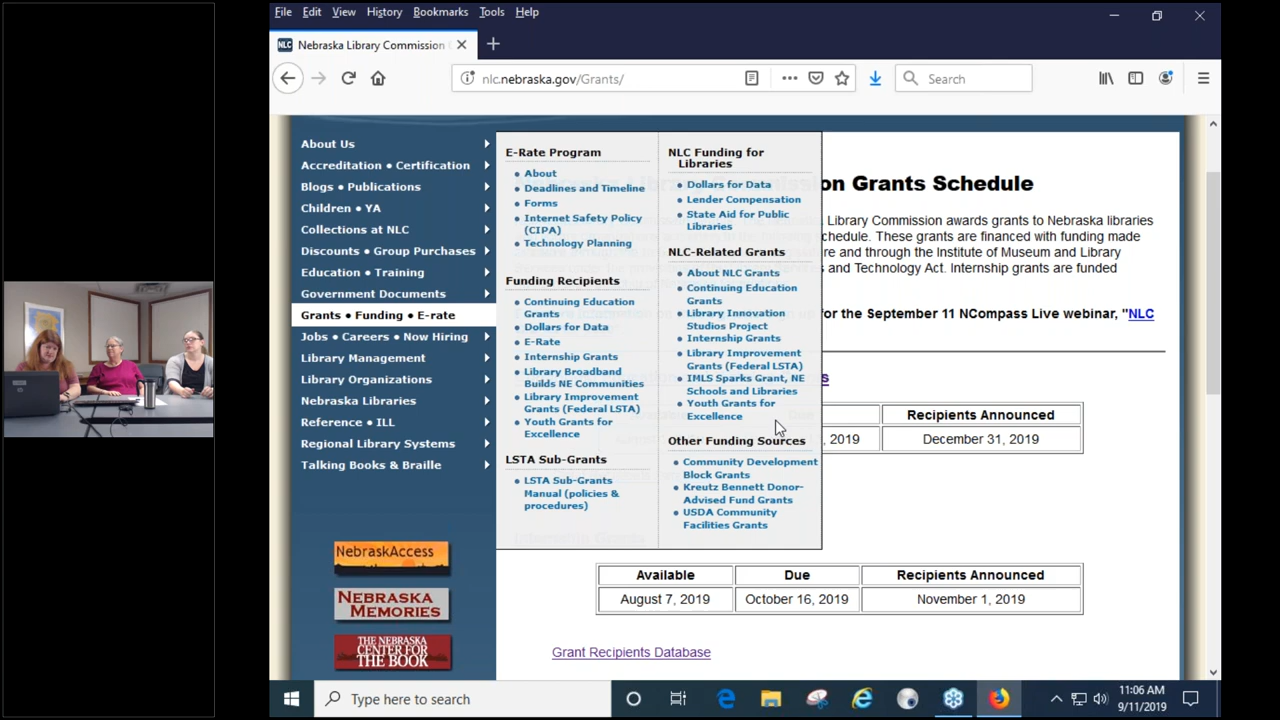 File Edit View History Bookmarks Tools Help
NLC Nebraska Library Commission
nlc.nebraska.gov/Grants/
Search
About Us
Accreditation • Certification
Blogs • Publications
Children • YA
Collections at NLC
Discounts • Group Purchases
Education • Training
Government Documents
Grants • Funding • E-rate
Jobs • Careers • Now Hiring
Library Management
Library Organizations
Nebraska Libraries
Reference • ILL
Regional Library Systems
Talking Books & Braille
NebraskAccess
NEBRASKA
MEMORIES
THE NEBRASKA
CENTER FOR
THE BOOK
E-Rate Program
About
Deadlines and Timeline
Forms
Internet Safety Policy
(CIPA)
Technology Planning
Funding Recipients
Continuing Education
Grants
Dollars for Data
E-Rate
Internship Grants
Library Broadband
Builds NE Communities
Library Improvement
Grants (Federal LSTA)
Youth Grants for
Excellence
LSTA Sub-Grants
LSTA Sub-Grants
Manual (policies &
procedures)
NLC Funding for
Libraries
Dollars for Data
Lender Compensation
State Aid for Public
Libraries
NLC-Related Grants
About NLC Grants
Continuing Education
Grants
Library Innovation
Studios Project
Internship Grants
Library Improvement
Grants (Federal LSTA)
IMLS Sparks Grant, NE
Schools and Libraries
Youth Grants for
Excellence
Other Funding Sources
Community Development
Block Grants
Kreutz Bennett Donor-
Advised Fund Grants
USDA Community
Facilities Grants
on Grants Schedule
Library Commission awards grants to Nebraska libraries
chedule. These grants are financed with funding made
e and through the Institute of Museum and Library
and Technology Act. Internship grants are funded
for the September 11 NCompass Live webinar, "NLC
s
Recipients Announced
, 2019 December 31, 2019
Available Due Recipients Announced
August 7, 2019 October 16, 2019 November 1, 2019
Grant Recipients Database
Type here to search
11:06 AM
9/11/2019